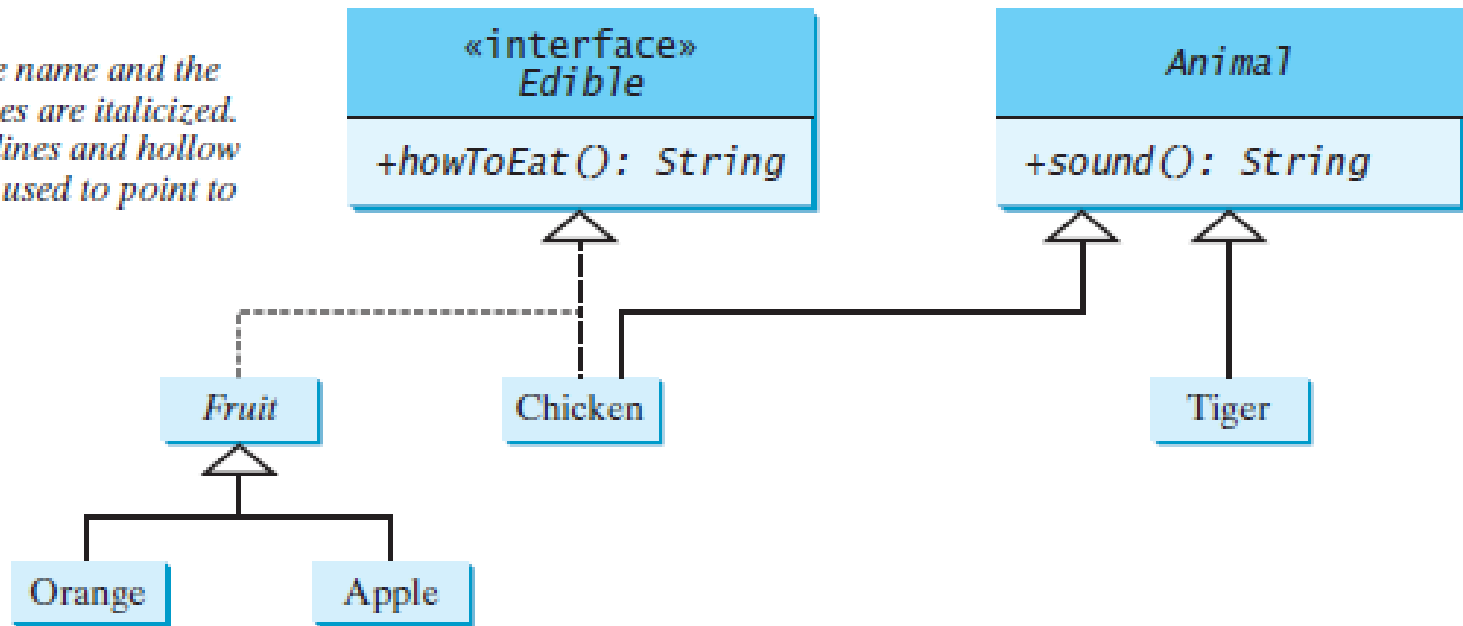 name and the
es are italicized.
lines and hollow
used to point to
«interface»
Edible
+howToEat(): String
Animal
+sound(): String
Fruit
Chicken
Tiger
Orange
Apple